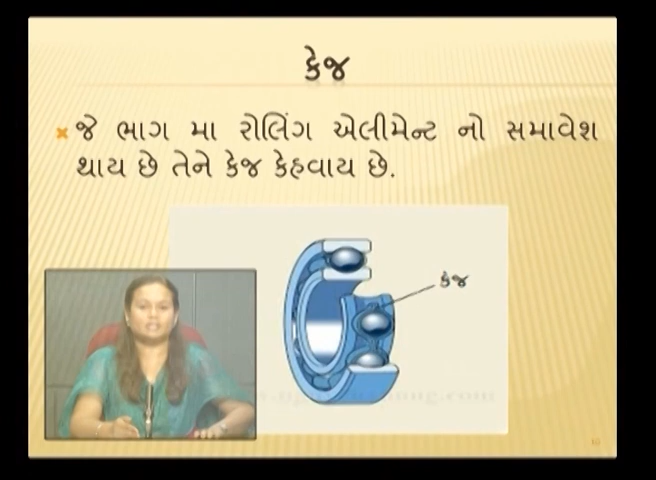 કેજ
જે ભાગ મા રોલિંગ એલીમેન્ટ નો સમાવેશ
થાય છે તેને કેજ કેહવાય છે.
કેજ